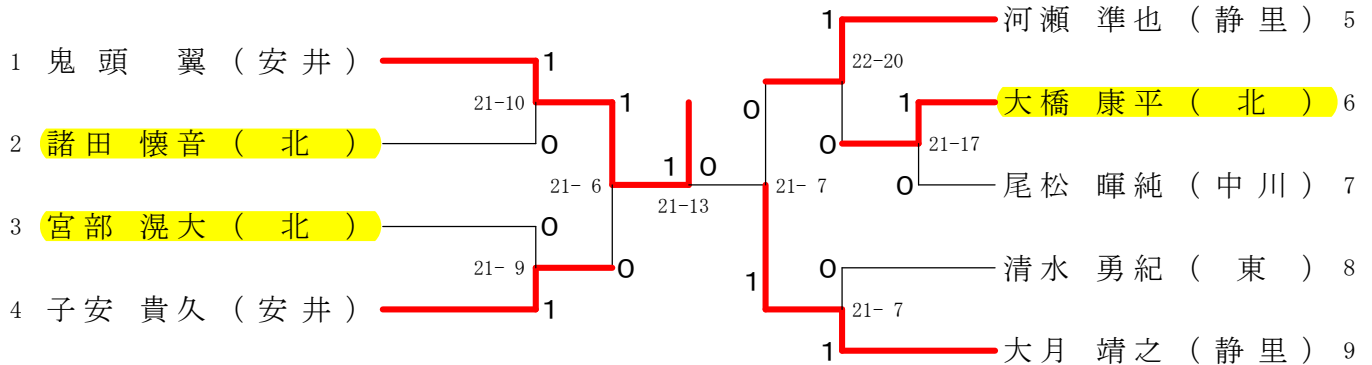 1 鬼頭 翼 (安井)
1
21-10
2 諸田 懐音 ( 北 )
0
1
21- 6
3 宮部 滉大 ( 北 )
0
21- 9
4 子安 貴久 (安井)
1
0
1 0
21-13
1
河瀬 準也 (静里) 5
22-20
0
1
大橋 康平 ( 北 ) 6
0
21-17
0
尾松 暉純 (中川) 7
21- 7
1
0
清水 勇紀 ( 東 ) 8
21- 7
1
大月 靖之 (静里) 9